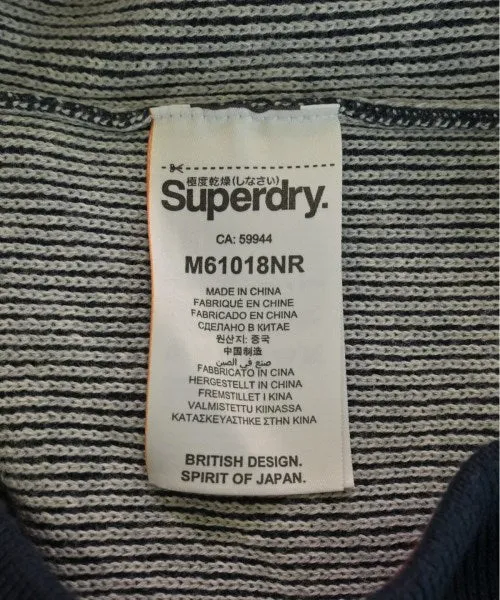 極度乾燥(しなさい)
Superdry.
CA: 59944
M61018NR
MADE IN CHINA
FABRIQUÉ EN CHINE
FABRICADO EN CHINA
СДЕЛАНО В КИТАЕ
원산지: 중국
中国制造
صنع في الصين
FABBRICATO IN CINA
HERGESTELLT IN CHINA
FREMSTILLET I KINA
VALMISTETTU KIINASSA
ΚΑΤΑΣΚΕΥΑΣΤΗΚΕ ΣΤΗΝ ΚΙΝΑ
BRITISH DESIGN.
SPIRIT OF JAPAN.